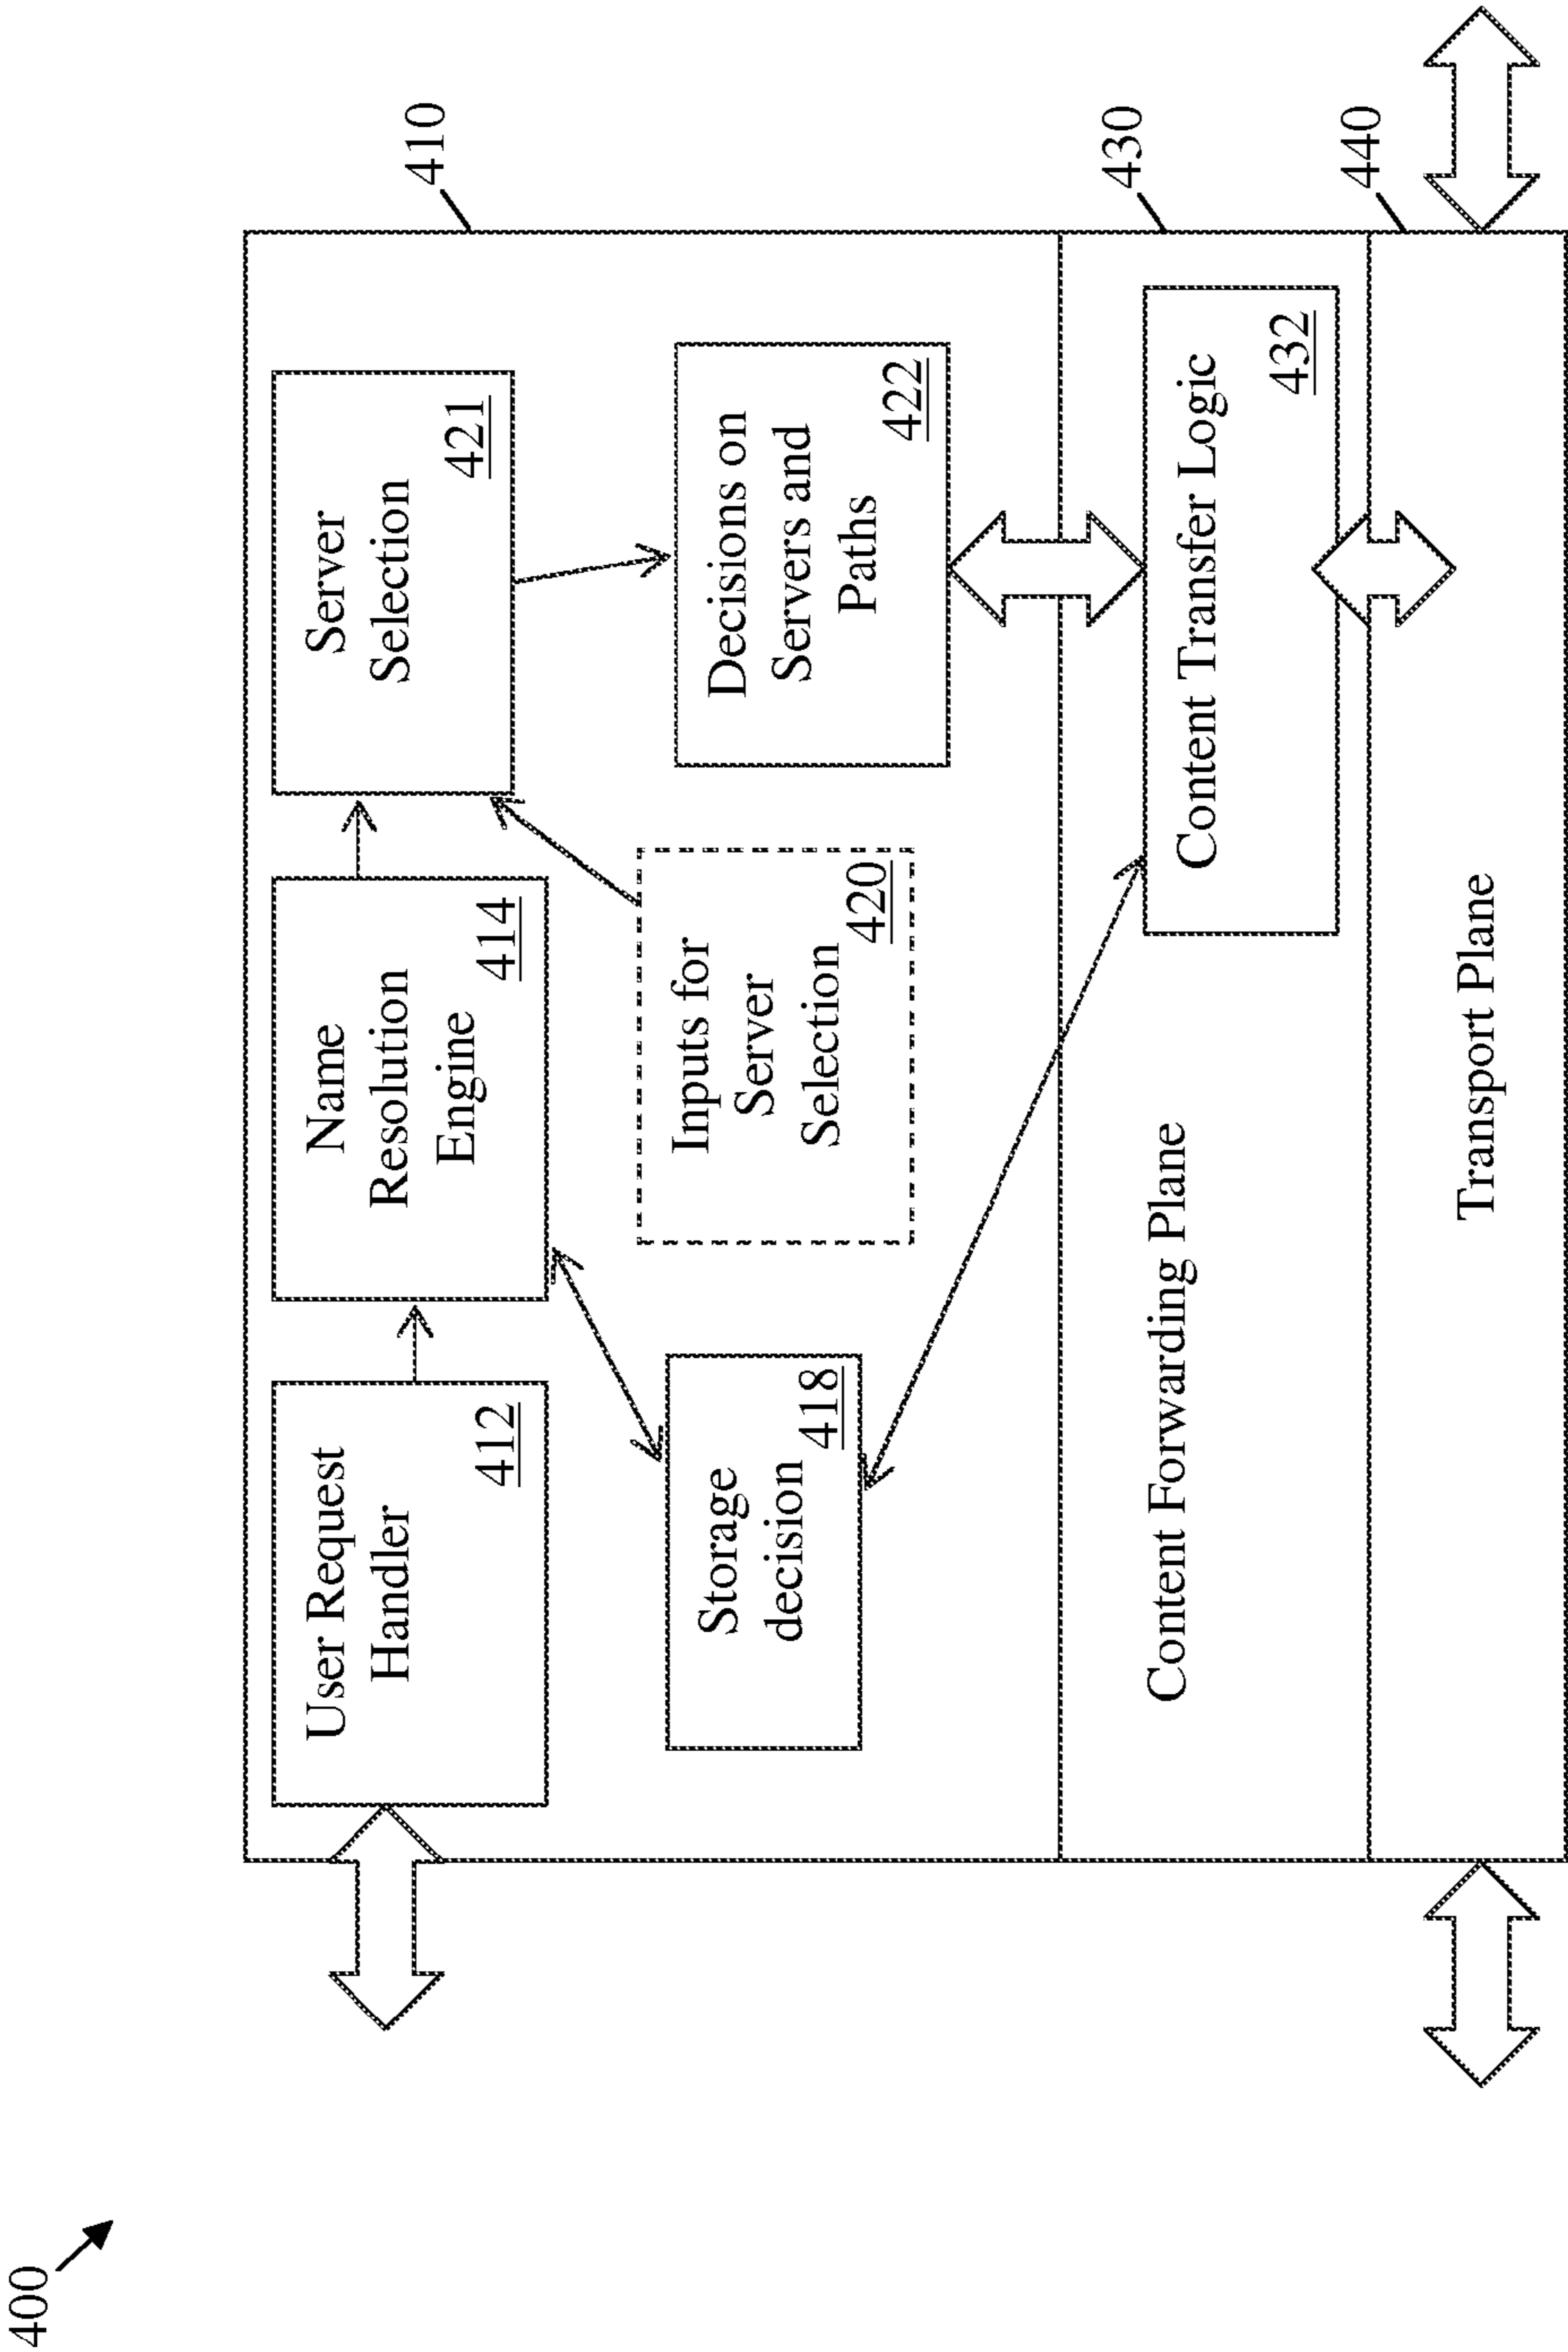 400
410
User Request
Handler
412
Name
Resolution
Engine
414
Server
Selection
421
Storage
decision
418
Inputs for
Server
Selection
420
Decisions on
Servers and
Paths
422
430
Content Forwarding Plane
Content Transfer Logic
432
440
Transport Plane